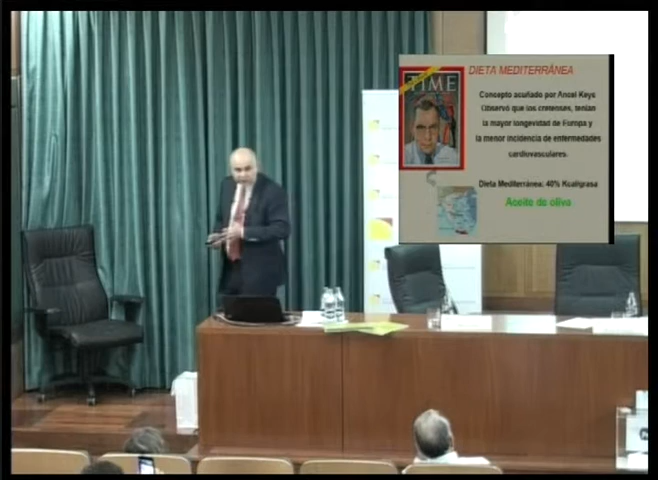 DIETA MEDITERRÁNEA
TIME
Concepto acuñado por Ancel Keys
Observó que los cretenses, tenían
la mayor longevidad de Europa y
la menor incidencia de enfermedades
cardiovasculares.
Dieta Mediterránea: 40% Kcal/grasa
Aceite de oliva